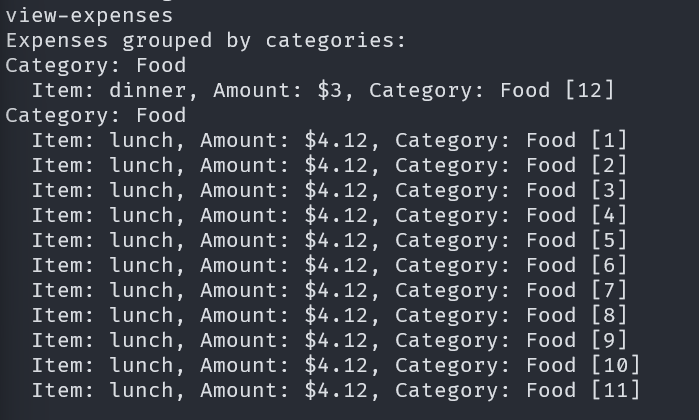 view-expenses
Expenses grouped by categories:
Category: Food
  Item: dinner, Amount: $3, Category: Food [12]
Category: Food
  Item: lunch, Amount: $4.12, Category: Food [1]
  Item: lunch, Amount: $4.12, Category: Food [2]
  Item: lunch, Amount: $4.12, Category: Food [3]
  Item: lunch, Amount: $4.12, Category: Food [4]
  Item: lunch, Amount: $4.12, Category: Food [5]
  Item: lunch, Amount: $4.12, Category: Food [6]
  Item: lunch, Amount: $4.12, Category: Food [7]
  Item: lunch, Amount: $4.12, Category: Food [8]
  Item: lunch, Amount: $4.12, Category: Food [9]
  Item: lunch, Amount: $4.12, Category: Food [10]
  Item: lunch, Amount: $4.12, Category: Food [11]